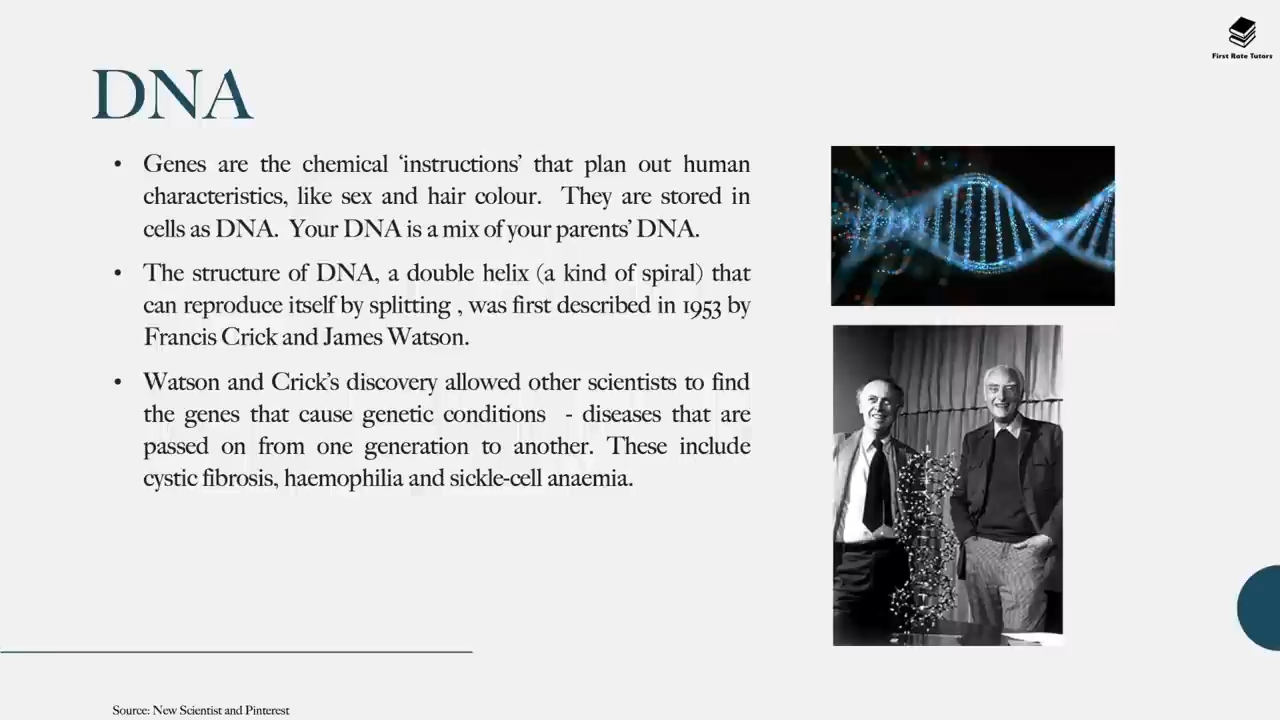 First Rate Tutors
DNA
• Genes are the chemical ‘instructions’ that plan out human
characteristics, like sex and hair colour.  They are stored in
cells as DNA.  Your DNA is a mix of your parents’ DNA.
• The structure of DNA, a double helix (a kind of spiral) that
can reproduce itself by splitting , was first described in 1953 by
Francis Crick and James Watson.
• Watson and Crick’s discovery allowed other scientists to find
the genes that cause genetic conditions  - diseases that are
passed on from one generation to another. These include
cystic fibrosis, haemophilia and sickle-cell anaemia.
Source: New Scientist and Pinterest